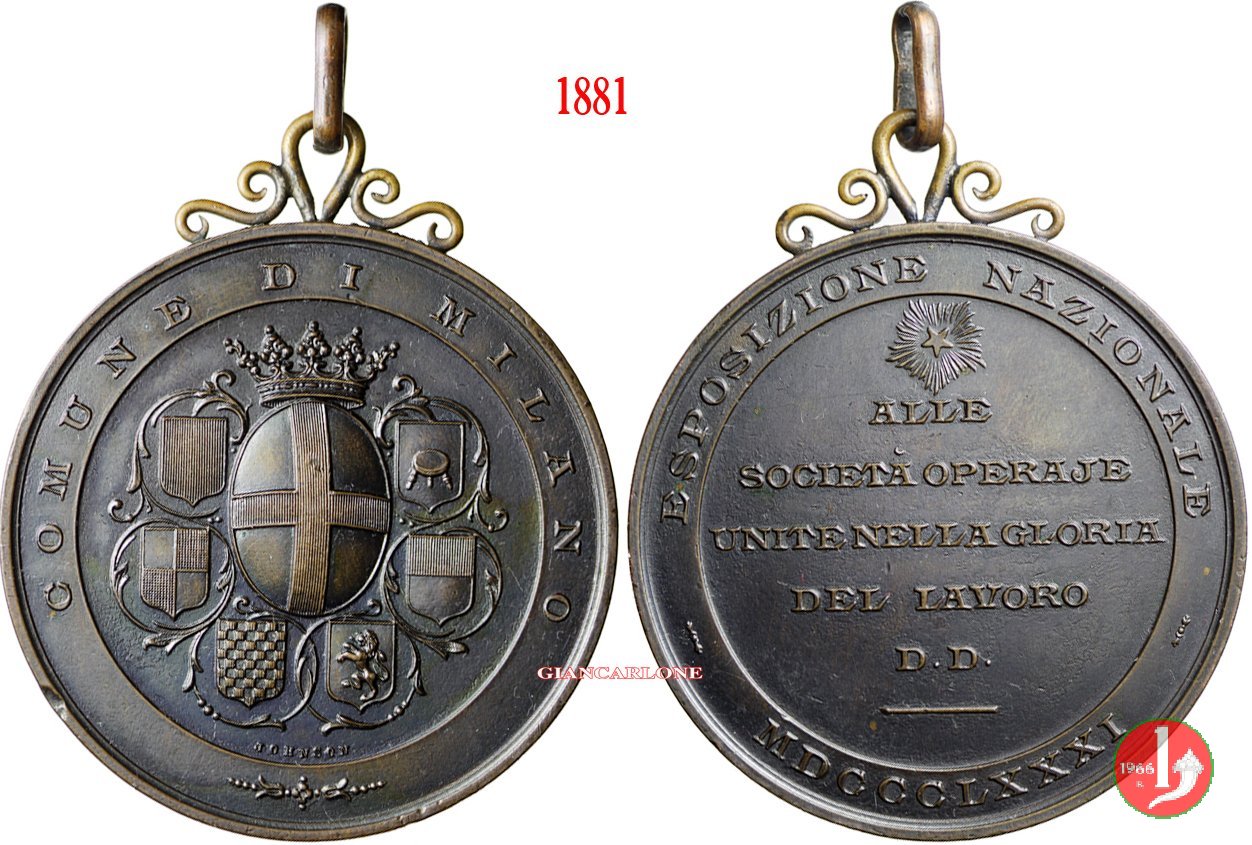 1881
COMUNE DI MILANO
JOHNSON
ESPOSIZIONE NAZIONALE
ALLE
SOCIETÀ OPERAJE
UNITE NELLA GLORIA
DEL LAVORO
D. D.
MDCCCLXXXI
GIANCARLONE
1966